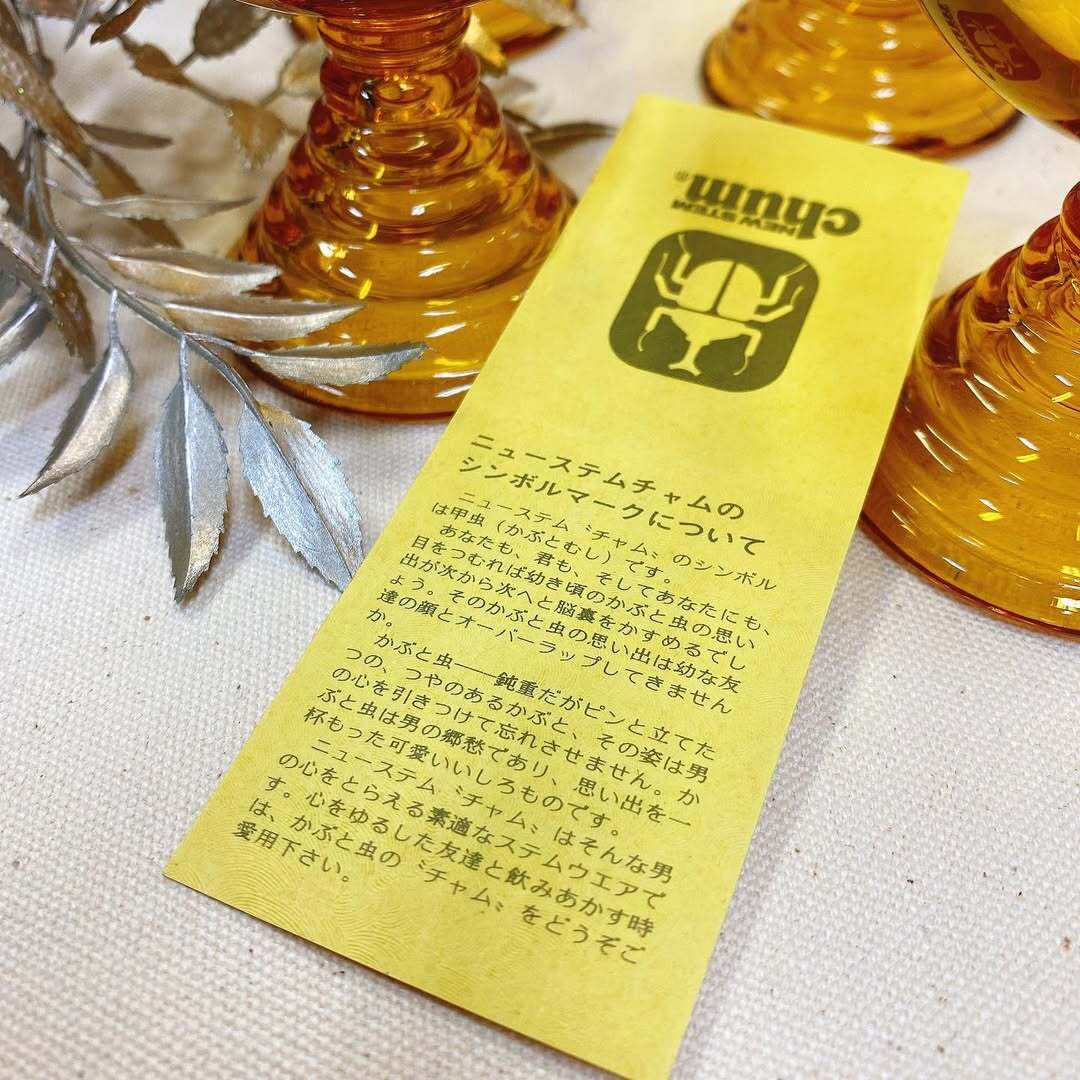 NEW STEM
chum®
ニューステムチャムの
シンボルマークについて
ニューステム〝チャム〟のシンボル
は甲虫（かぶとむし）です。
あなたも、君も、そしてあなたにも、
目をつむれば幼き頃のかぶと虫の思い
出が次から次へと脳裏をかすめるでし
ょう。そのかぶと虫の思い出は幼な友
達の顔とオーバーラップしてきません
か。
かぶと虫——鈍重だがピンと立てた
つの、つやのあるかぶと、その姿は男
の心を引きつけて忘れさせません。か
ぶと虫は男の郷愁であり、思い出を一
杯もった可愛いいしろものです。
ニューステム〝チャム〟はそんな男
の心をとらえる素適なステムウエアで
す。心をゆるした友達と飲みあかす時
は、かぶと虫の〝チャム〟をどうぞご
愛用下さい。